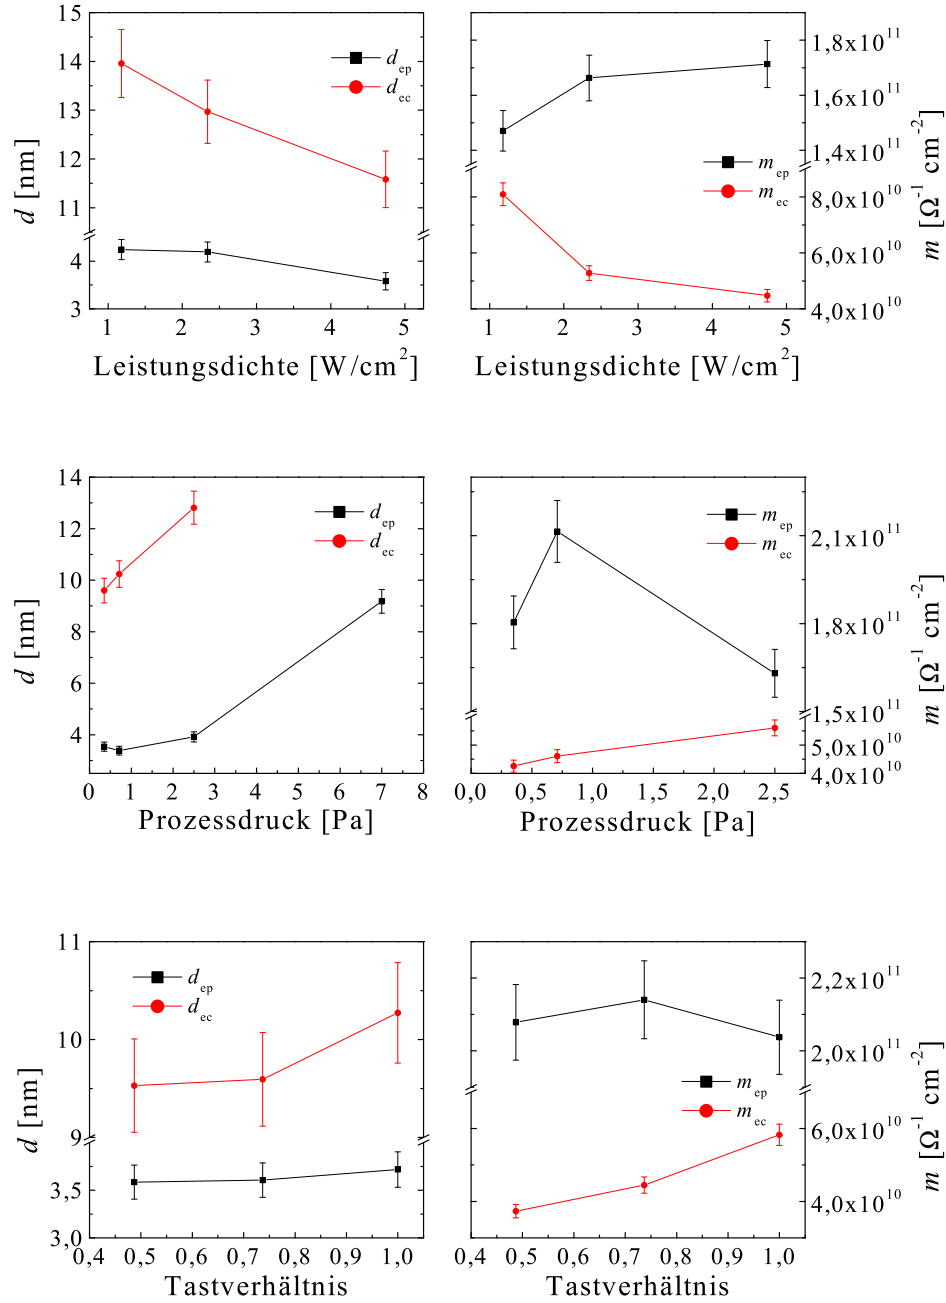 15
14
13
12
11
4
3
d [nm]
d_ep
d_ec
1 2 3 4 5
Leistungsdichte [W/cm²]
1,8x10¹¹
1,6x10¹¹
1,4x10¹¹
8,0x10¹⁰
6,0x10¹⁰
4,0x10¹⁰
m [Ω⁻¹ cm⁻²]
m_ep
m_ec
1 2 3 4 5
Leistungsdichte [W/cm²]
14
12
10
8
6
4
2
d [nm]
d_ep
d_ec
0 1 2 3 4 5 6 7 8
Prozessdruck [Pa]
2,1x10¹¹
1,8x10¹¹
1,5x10¹¹
5,0x10¹⁰
4,0x10¹⁰
m [Ω⁻¹ cm⁻²]
m_ep
m_ec
0,0 0,5 1,0 1,5 2,0 2,5
Prozessdruck [Pa]
11
10
9
3,5
3,0
d [nm]
d_ep
d_ec
0,4 0,5 0,6 0,7 0,8 0,9 1,0
Tastverhältnis
2,2x10¹¹
2,0x10¹¹
6,0x10¹⁰
4,0x10¹⁰
m [Ω⁻¹ cm⁻²]
m_ep
m_ec
0,4 0,5 0,6 0,7 0,8 0,9 1,0
Tastverhältnis